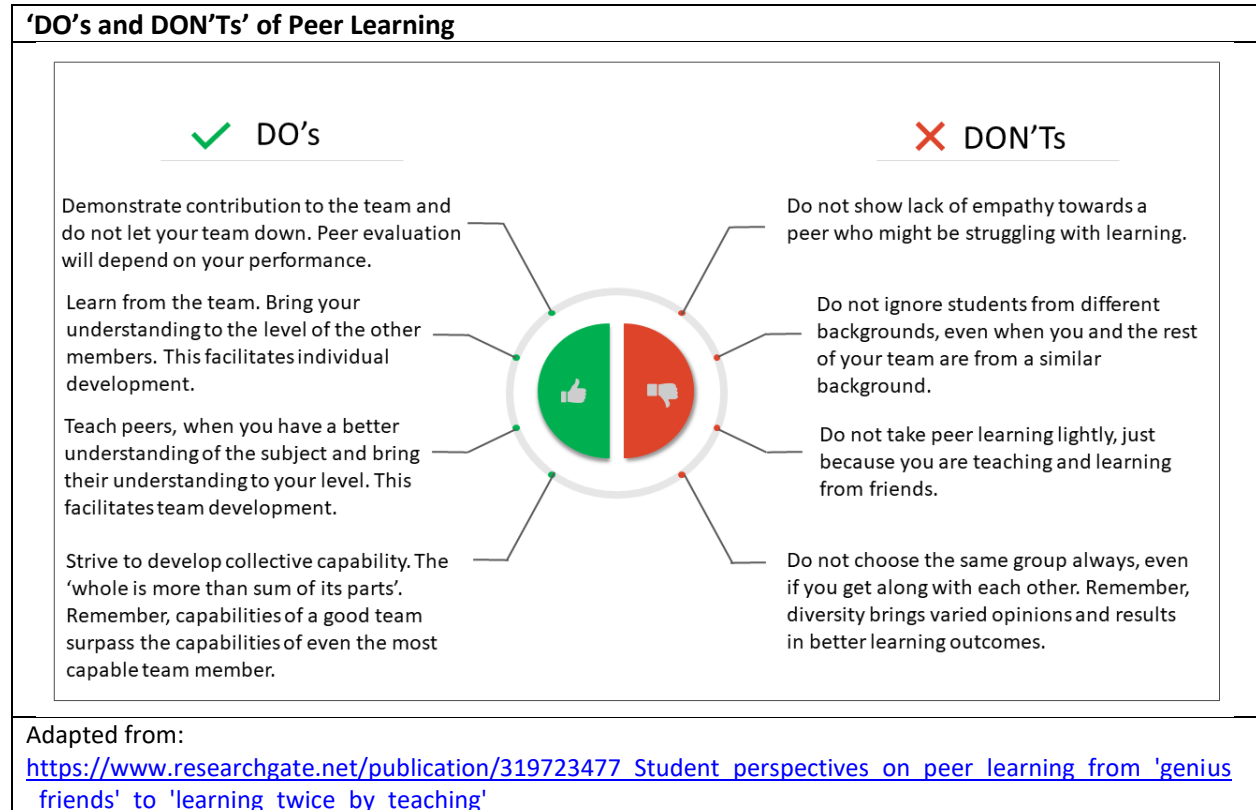 ‘DO’s and DON’Ts’ of Peer Learning
DO’s
Demonstrate contribution to the team and
do not let your team down. Peer evaluation
will depend on your performance.
Learn from the team. Bring your
understanding to the level of the other
members. This facilitates individual
development.
Teach peers, when you have a better
understanding of the subject and bring
their understanding to your level. This
facilitates team development.
Strive to develop collective capability. The
‘whole is more than sum of its parts’.
Remember, capabilities of a good team
surpass the capabilities of even the most
capable team member.
DON’Ts
Do not show lack of empathy towards a
peer who might be struggling with learning.
Do not ignore students from different
backgrounds, even when you and the rest
of your team are from a similar
background.
Do not take peer learning lightly, just
because you are teaching and learning
from friends.
Do not choose the same group always, even
if you get along with each other. Remember,
diversity brings varied opinions and results
in better learning outcomes.
Adapted from:
https://www.researchgate.net/publication/319723477_Student_perspectives_on_peer_learning_from_'genius
_friends'_to_'learning_twice_by_teaching'